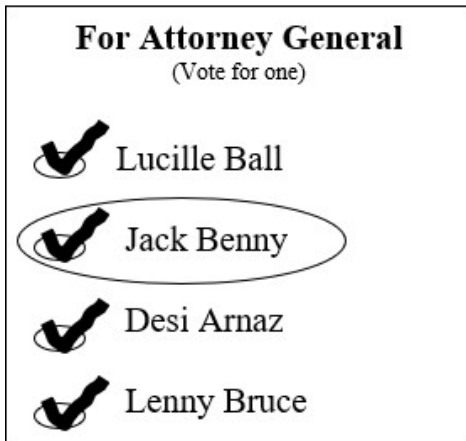 For Attorney General
(Vote for one)
Lucille Ball
Jack Benny
Desi Arnaz
Lenny Bruce